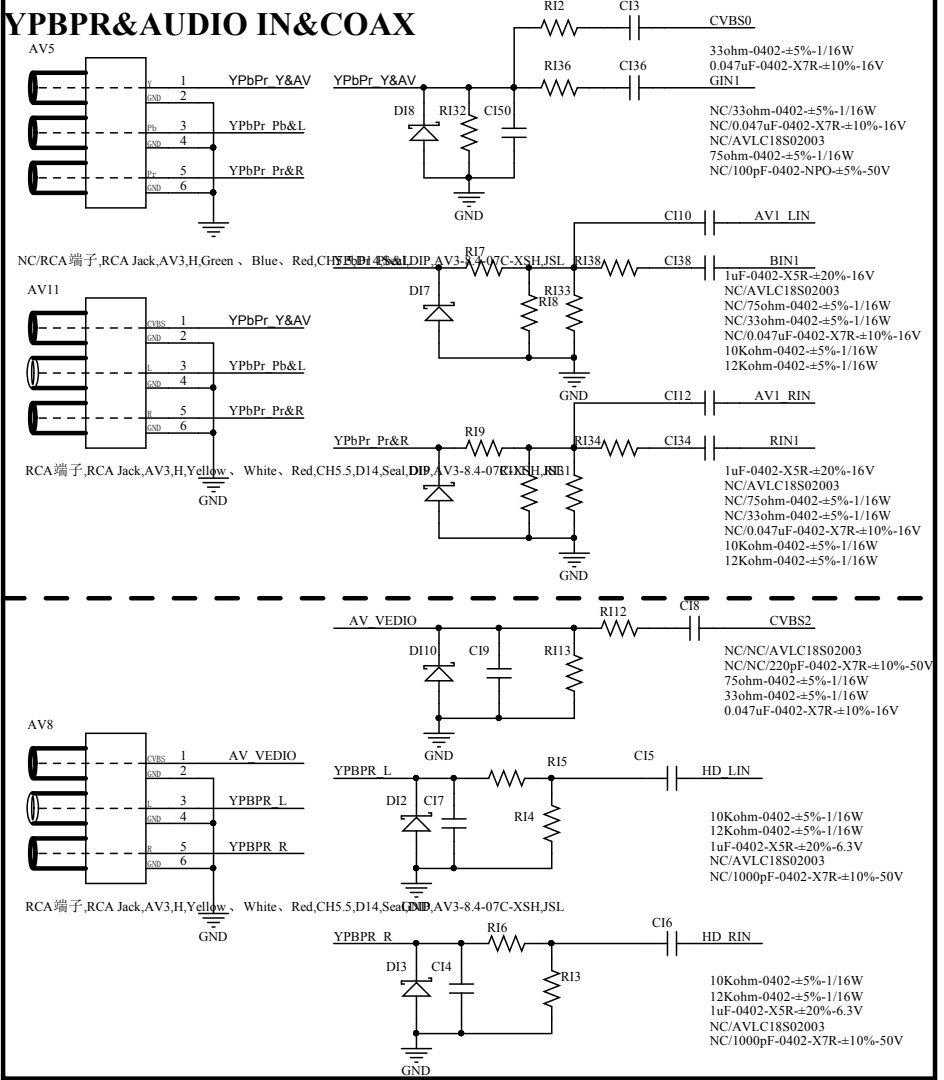 YPBPR&AUDIO IN&COAX
AV5
Y 1 YPbPr_Y&AV
GND 2
Pb 3 YPbPr_Pb&L
GND 4
Pr 5 YPbPr_Pr&R
GND 6
YPbPr_Y&AV
RI2 CI3 CVBS0
RI36 CI36 GIN1
DI8 RI32 CI50
GND
33ohm-0402-±5%-1/16W
0.047uF-0402-X7R-±10%-16V
NC/33ohm-0402-±5%-1/16W
NC/0.047uF-0402-X7R-±10%-16V
NC/AVLC18S02003
75ohm-0402-±5%-1/16W
NC/100pF-0402-NPO-±5%-50V
NC/RCA端子,RCA Jack,AV3,H,Green 、 Blue、 Red,CH5.5,D14,Seal,DIP,AV3-8.4-07C-XSH,JSL
YPbPr_Pb&L
CI10 AV1_LIN
RI7 RI38 CI38 BIN1
DI7 RI8 RI33
GND
1uF-0402-X5R-±20%-16V
NC/AVLC18S02003
NC/75ohm-0402-±5%-1/16W
NC/33ohm-0402-±5%-1/16W
NC/0.047uF-0402-X7R-±10%-16V
10Kohm-0402-±5%-1/16W
12Kohm-0402-±5%-1/16W
AV11
CVBS 1 YPbPr_Y&AV
GND 2
L 3 YPbPr_Pb&L
GND 4
R 5 YPbPr_Pr&R
GND 6
GND
RCA端子,RCA Jack,AV3,H,Yellow 、 White、 Red,CH5.5,D14,Seal,DIP,AV3-8.4-07C-XSH,JSL
CI12 AV1_RIN
YPbPr_Pr&R
RI9 RI34 CI34 RIN1
GND
1uF-0402-X5R-±20%-16V
NC/AVLC18S02003
NC/75ohm-0402-±5%-1/16W
NC/33ohm-0402-±5%-1/16W
NC/0.047uF-0402-X7R-±10%-16V
10Kohm-0402-±5%-1/16W
12Kohm-0402-±5%-1/16W
AV_VEDIO
RI12 CI8 CVBS2
DI10 CI9 RI13
GND
NC/NC/AVLC18S02003
NC/NC/220pF-0402-X7R-±10%-50V
75ohm-0402-±5%-1/16W
33ohm-0402-±5%-1/16W
0.047uF-0402-X7R-±10%-16V
AV8
CVBS 1 AV_VEDIO
GND 2
L 3 YPBPR_L
GND 4
R 5 YPBPR_R
GND 6
GND
RCA端子,RCA Jack,AV3,H,Yellow 、 White、 Red,CH5.5,D14,Seal,DIP,AV3-8.4-07C-XSH,JSL
YPBPR_L
RI5 CI5 HD_LIN
DI2 CI7 RI4
GND
10Kohm-0402-±5%-1/16W
12Kohm-0402-±5%-1/16W
1uF-0402-X5R-±20%-6.3V
NC/AVLC18S02003
NC/1000pF-0402-X7R-±10%-50V
YPBPR_R
RI6 CI6 HD_RIN
DI3 CI4 RI3
GND
10Kohm-0402-±5%-1/16W
12Kohm-0402-±5%-1/16W
1uF-0402-X5R-±20%-6.3V
NC/AVLC18S02003
NC/1000pF-0402-X7R-±10%-50V